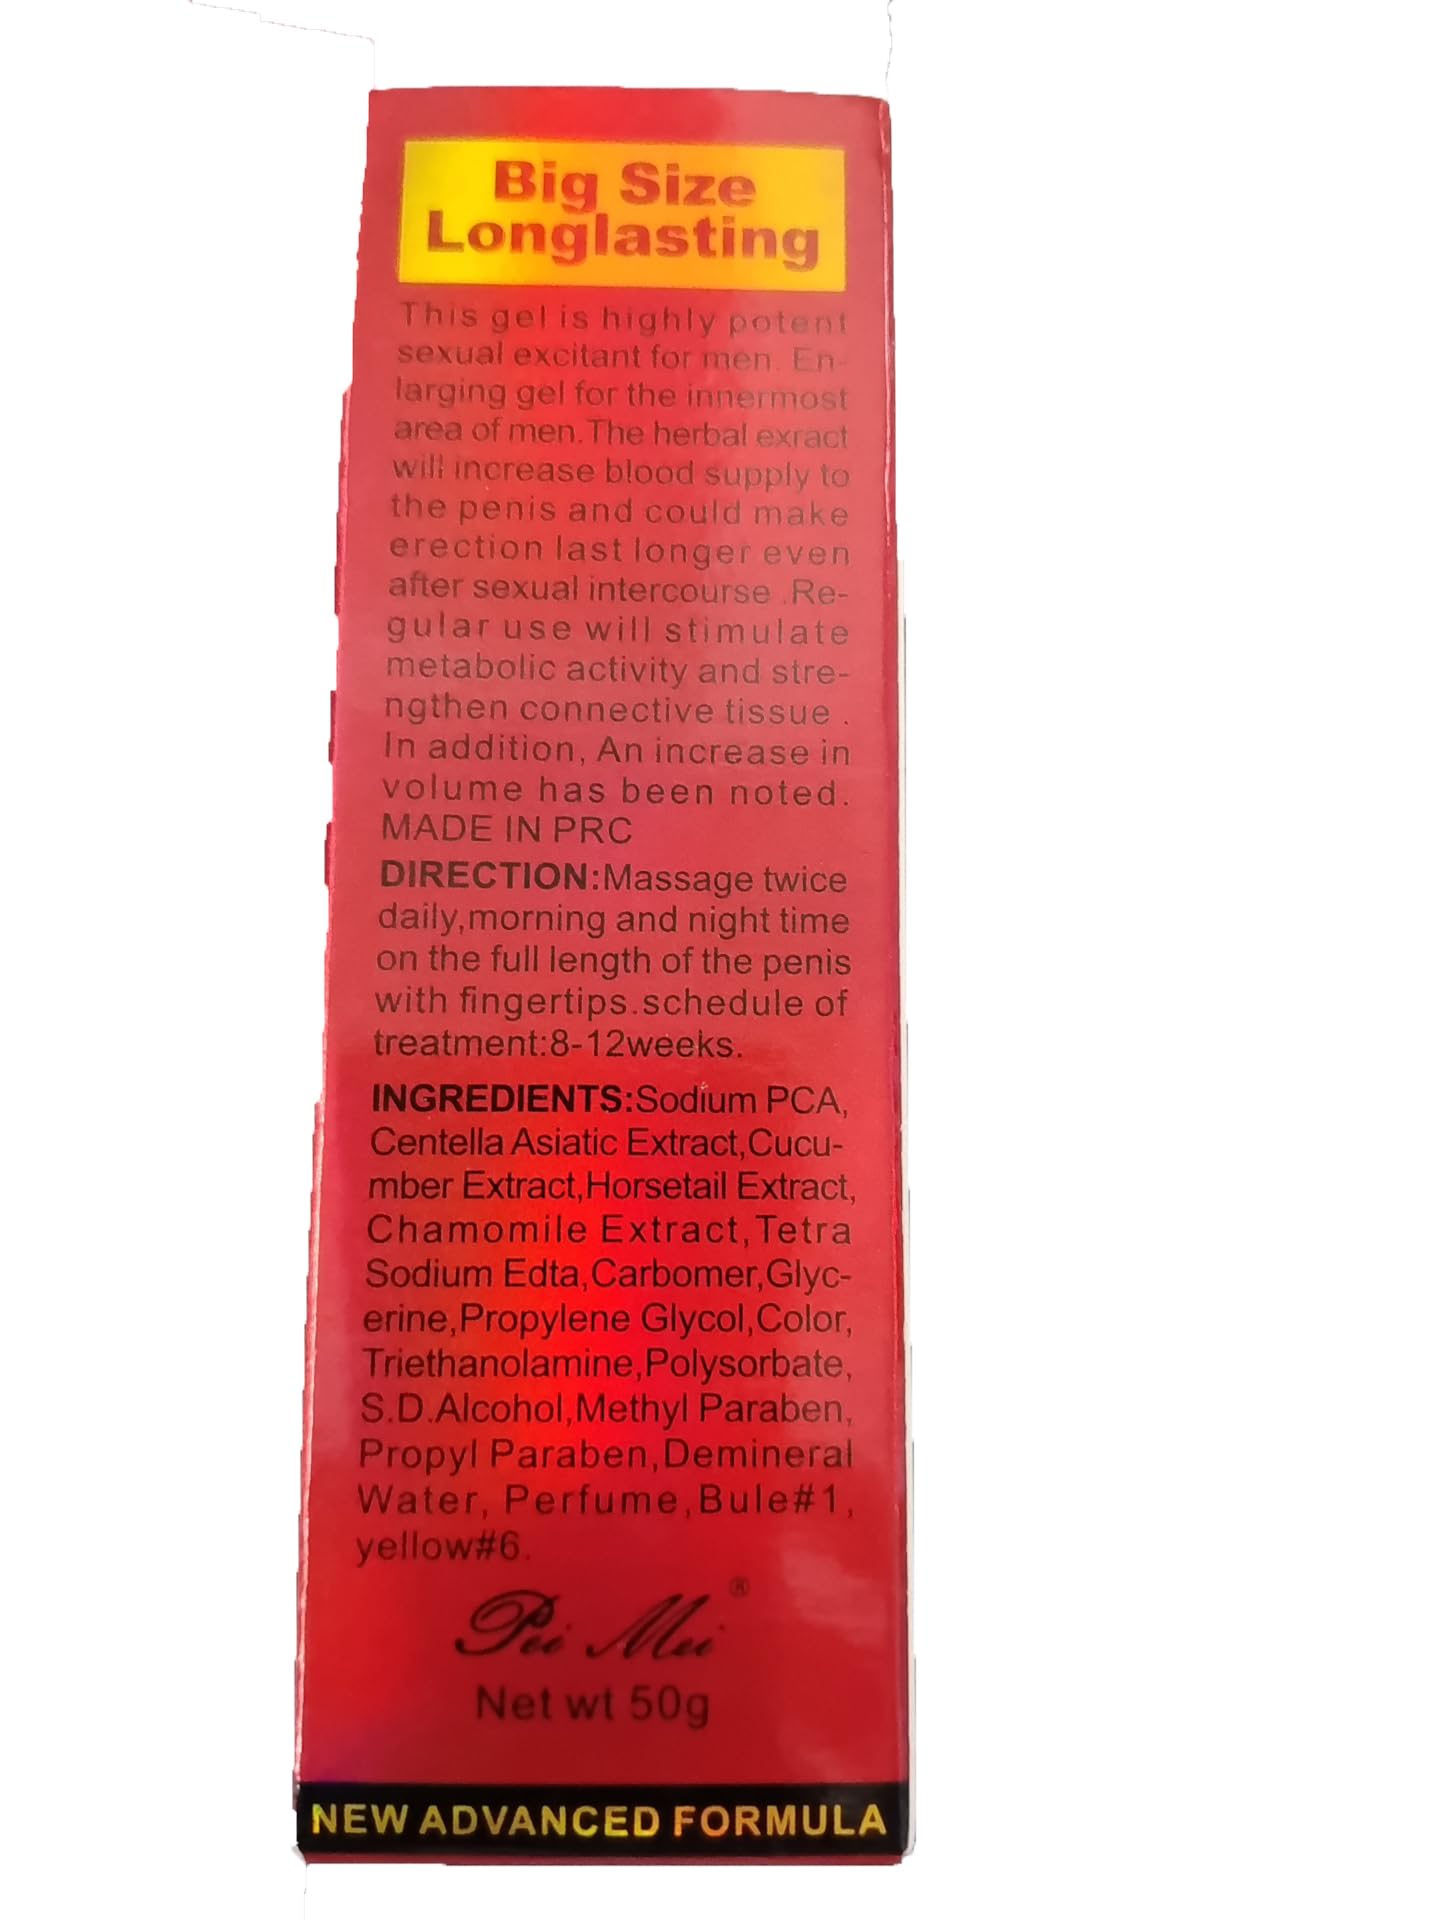 Big Size
Longlasting
This gel is highly potent
sexual excitant for men. En-
larging gel for the innermost
area of men.The herbal exract
will increase blood supply to
the penis and could make
erection last longer even
after sexual intercourse .Re-
gular use will stimulate
metabolic activity and stre-
ngthen connective tissue .
In addition, An increase in
volume has been noted.
MADE IN PRC
DIRECTION:Massage twice
daily,morning and night time
on the full length of the penis
with fingertips.schedule of
treatment:8-12weeks.
INGREDIENTS:Sodium PCA,
Centella Asiatic Extract,Cucu-
mber Extract,Horsetail Extract,
Chamomile Extract,Tetra
Sodium Edta,Carbomer,Glyc-
erine,Propylene Glycol,Color,
Triethanolamine,Polysorbate,
S.D.Alcohol,Methyl Paraben,
Propyl Paraben,Demineral
Water, Perfume,Bule#1,
yellow#6.
Pei Mei ®
Net wt 50g
NEW ADVANCED FORMULA